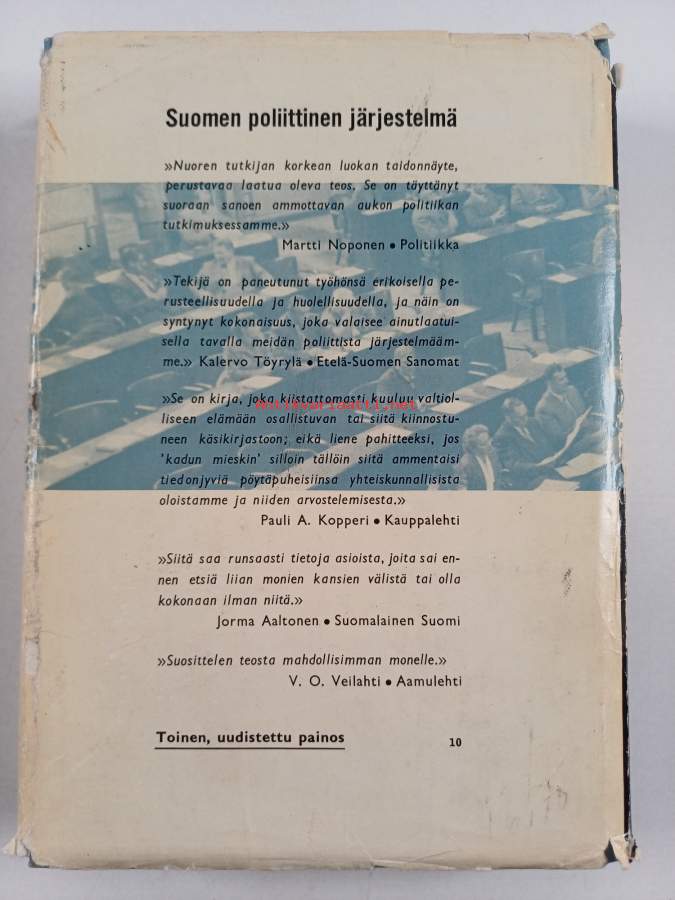 Suomen poliittinen järjestelmä
»Nuoren tutkijan korkean luokan taidonnäyte,
perustavaa laatua oleva teos. Se on täyttänyt
suoraan sanoen ammottavan aukon politiikan
tutkimuksessamme.»
Martti Noponen • Politiikka
»Tekijä on paneutunut työhönsä erikoisella pe-
rusteellisuudella ja huolellisuudella, ja näin on
syntynyt kokonaisuus, joka valaisee ainutlaatui-
sella tavalla meidän poliittista järjestelmääm-
me.» Kalervo Töyrylä • Etelä-Suomen Sanomat
»Se on kirja, joka kiistattomasti kuuluu valtiol-
antikvariaatti.net
liseen elämään osallistuvan tai siitä kiinnostu-
neen käsikirjastoon; eikä liene pahitteeksi, jos
'kadun mieskin' silloin tällöin siitä ammentaisi
tiedonjyviä pöytäpuheisiinsa yhteiskunnallisista
oloistamme ja niiden arvostelemisesta.»
Pauli A. Kopperi • Kauppalehti
»Siitä saa runsaasti tietoja asioista, joita sai en-
nen etsiä liian monien kansien välistä tai olla
kokonaan ilman niitä.»
Jorma Aaltonen • Suomalainen Suomi
»Suosittelen teosta mahdollisimman monelle.»
V. O. Veilahti • Aamulehti
Toinen, uudistettu painos
10